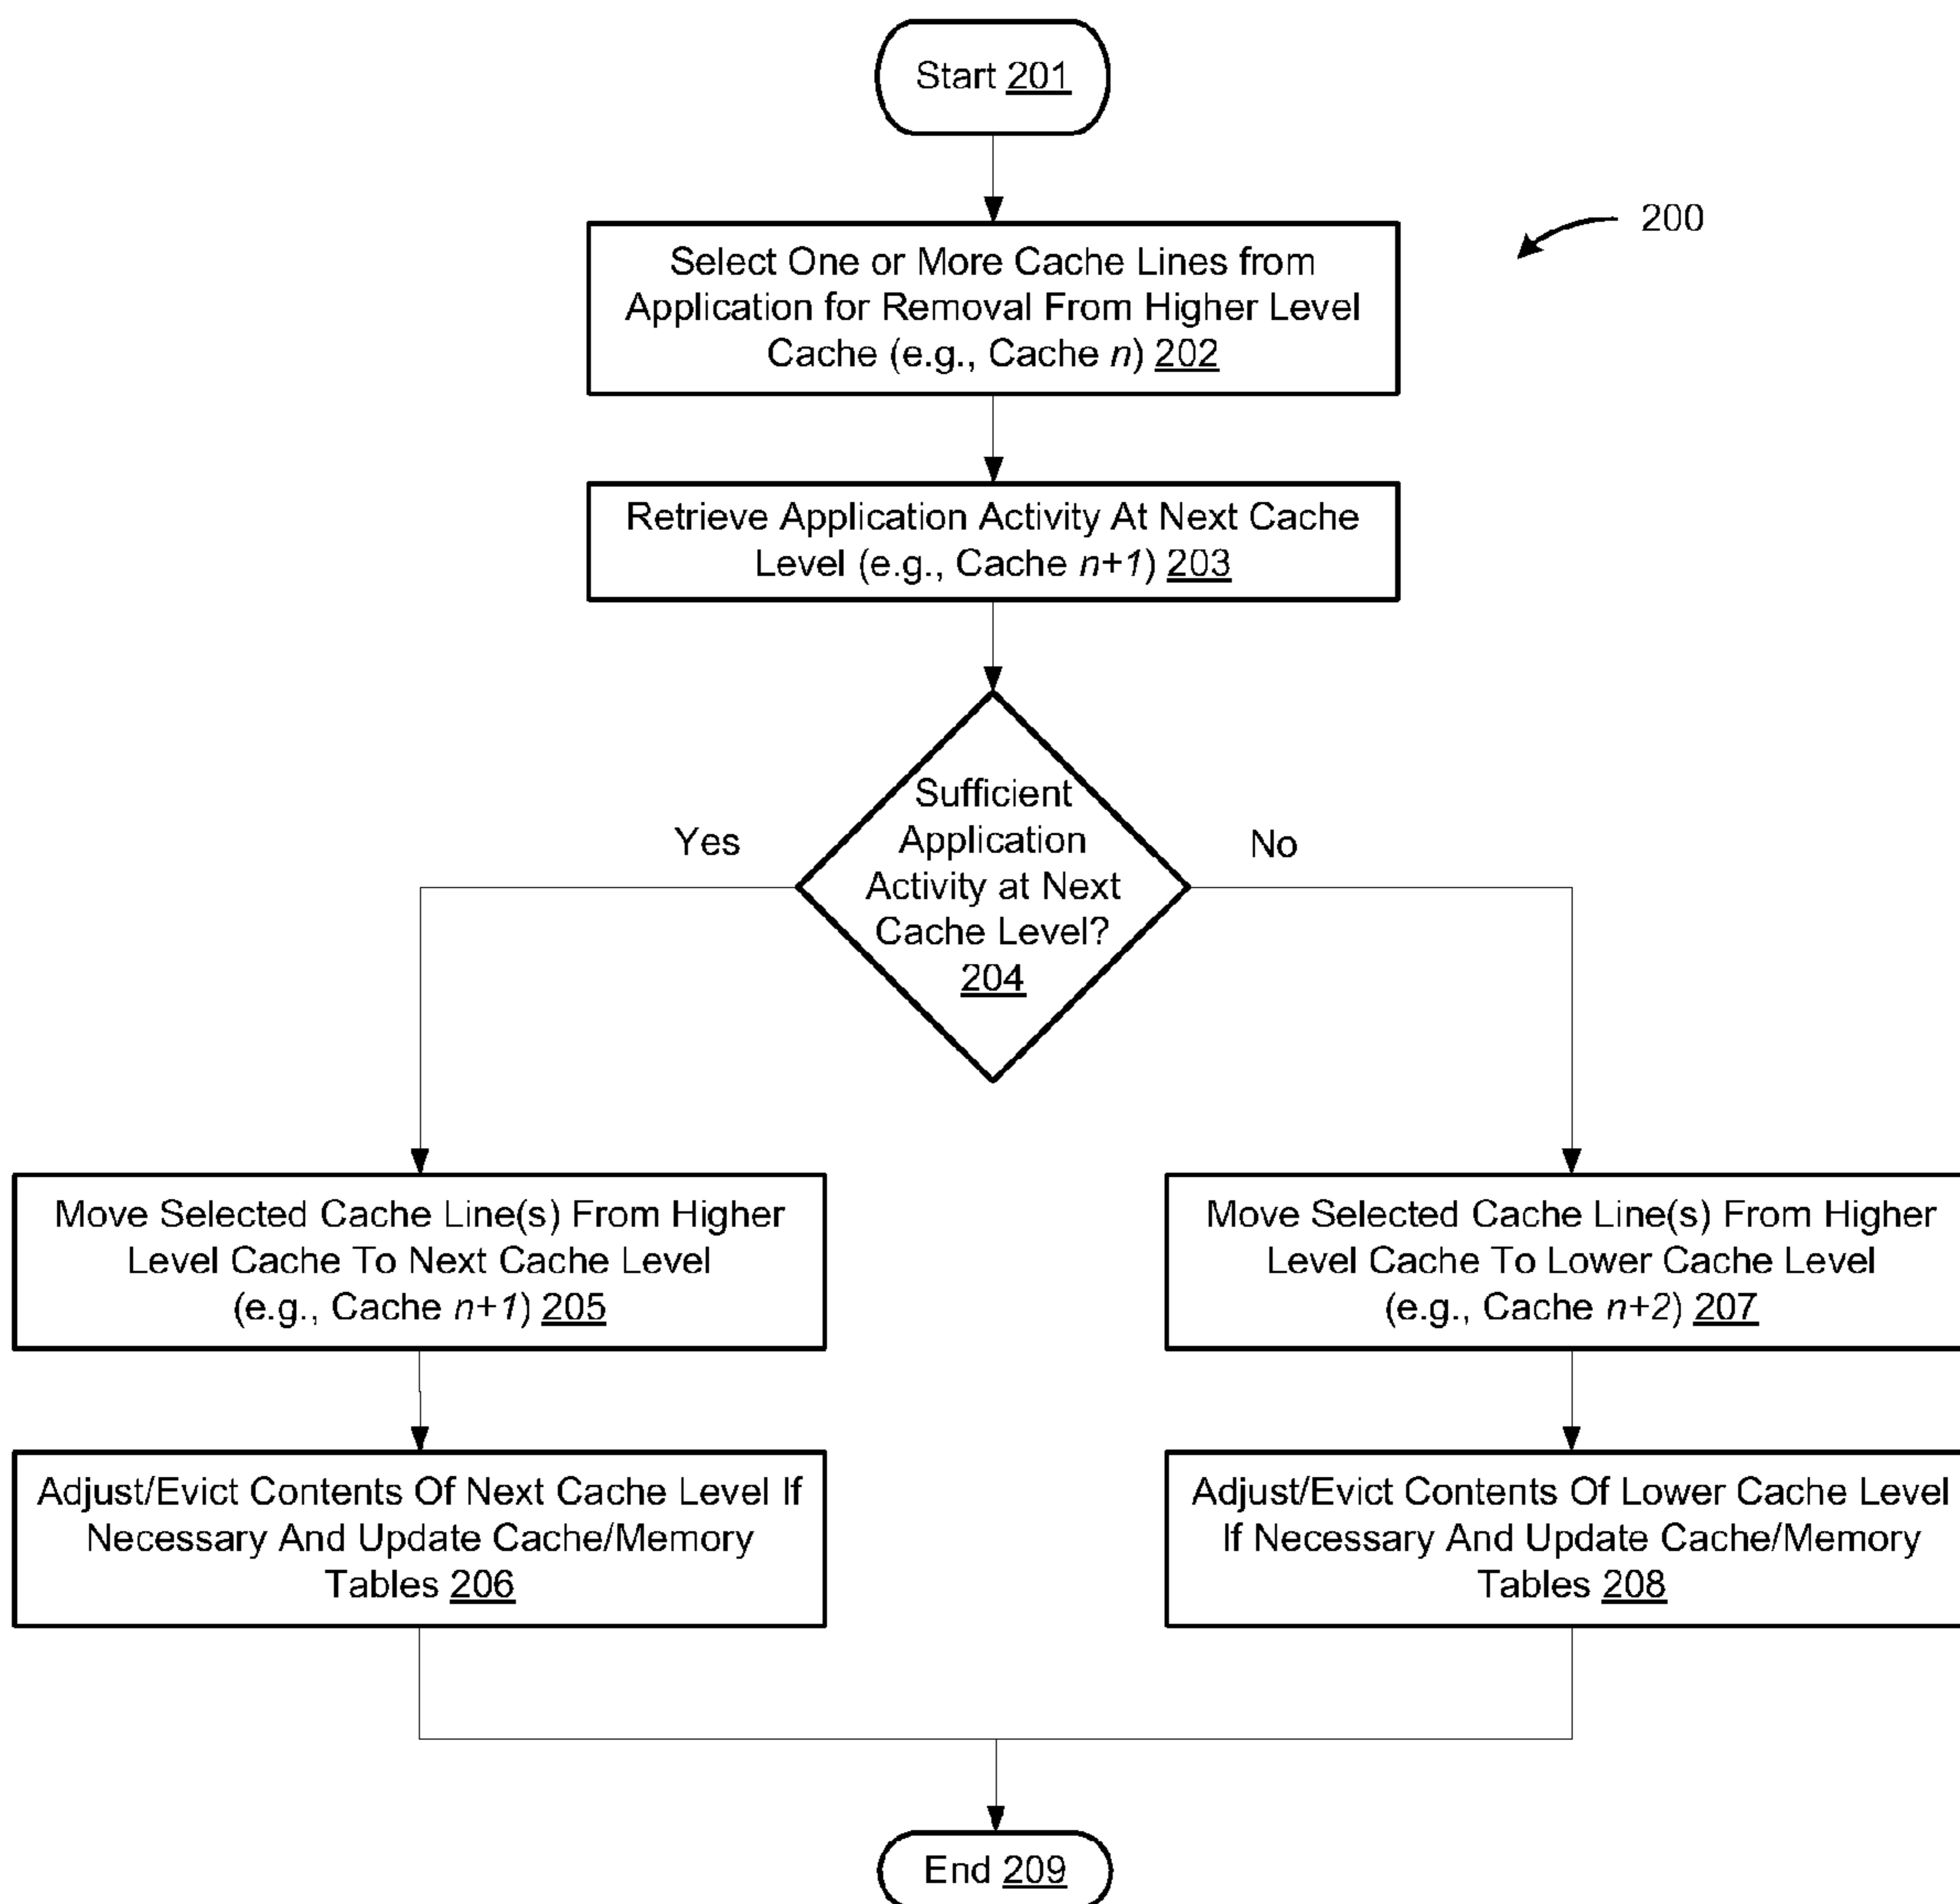 Start 201
200
Select One or More Cache Lines from
Application for Removal From Higher Level
Cache (e.g., Cache n) 202
Retrieve Application Activity At Next Cache
Level (e.g., Cache n+1) 203
Sufficient
Application
Activity at Next
Cache Level?
204
Yes
No
Move Selected Cache Line(s) From Higher
Level Cache To Next Cache Level
(e.g., Cache n+1) 205
Move Selected Cache Line(s) From Higher
Level Cache To Lower Cache Level
(e.g., Cache n+2) 207
Adjust/Evict Contents Of Next Cache Level If
Necessary And Update Cache/Memory
Tables 206
Adjust/Evict Contents Of Lower Cache Level
If Necessary And Update Cache/Memory
Tables 208
End 209